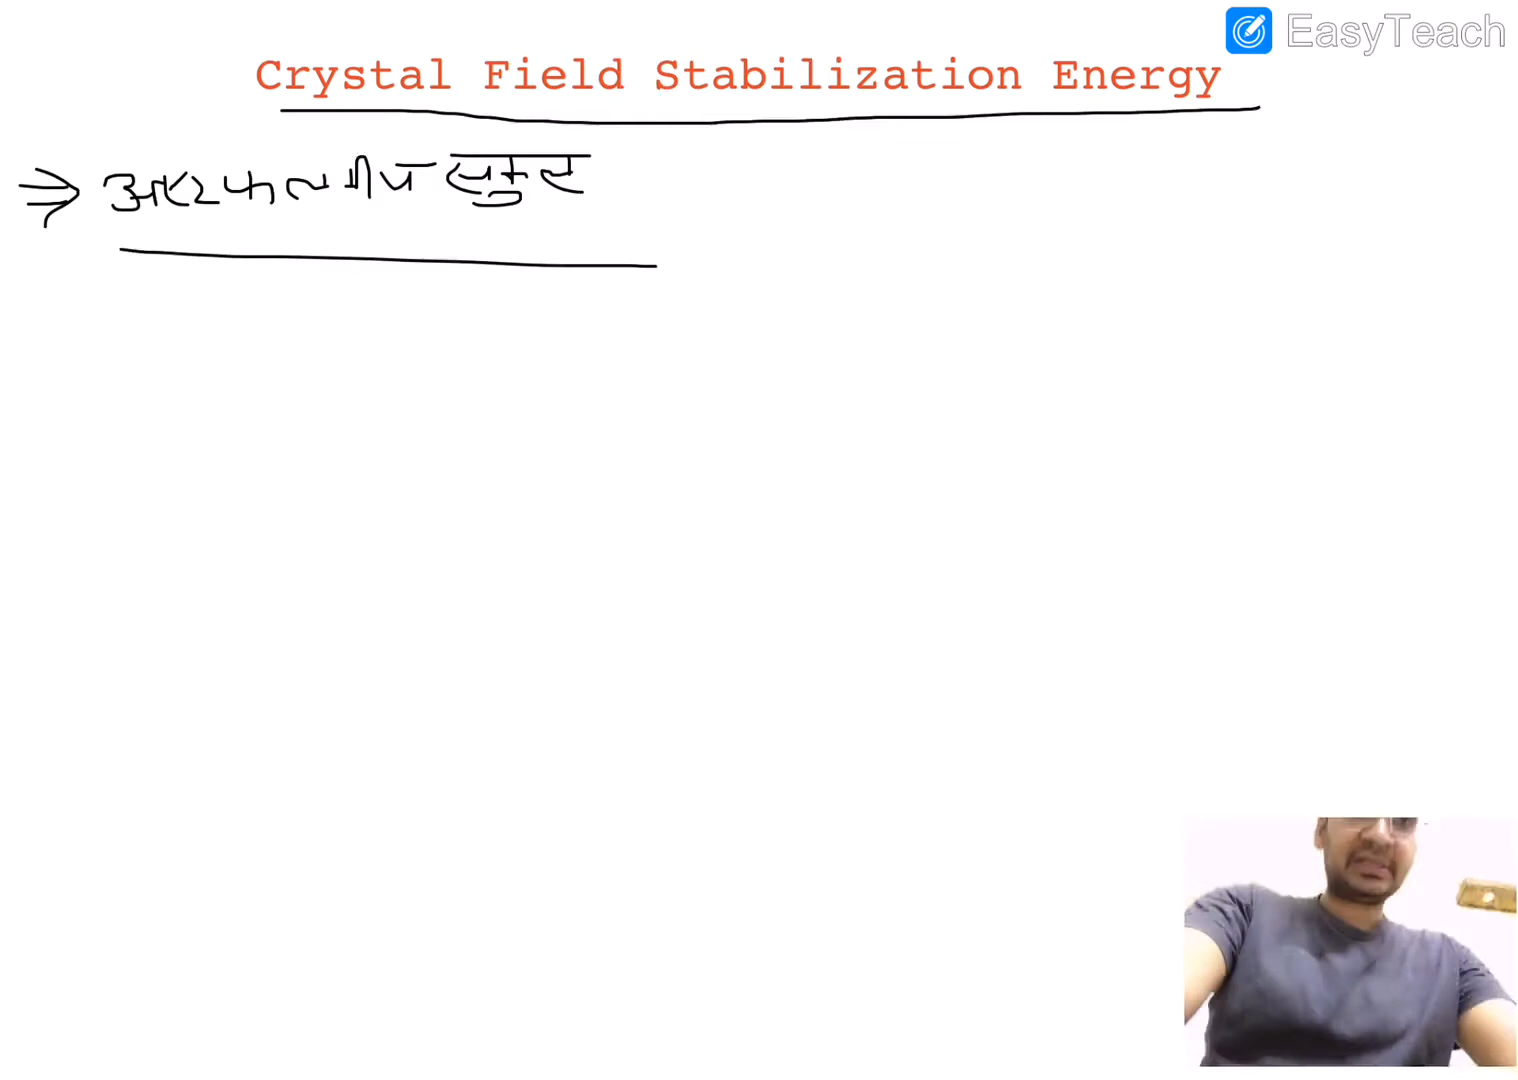 EasyTeach
Crystal Field Stabilization Energy
⇒ अष्टफलकीय संकुल